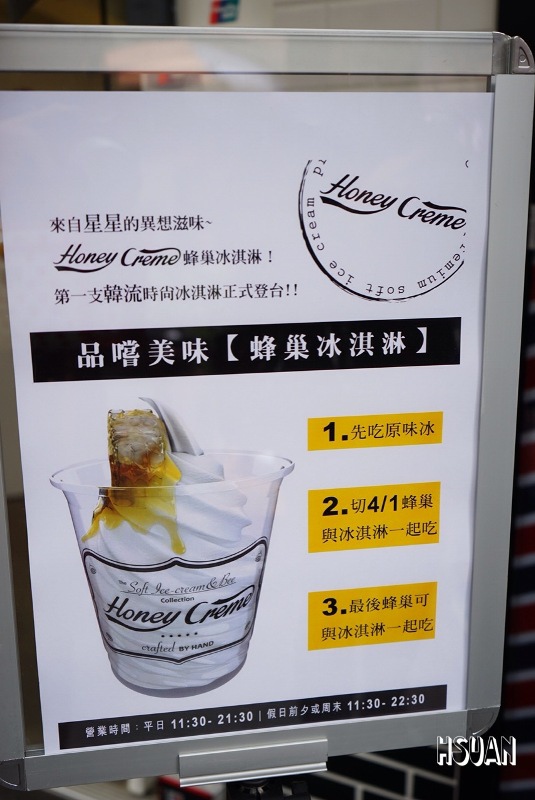 premium soft ice cream
Honey Creme
來自星星的異想滋味~
Honey Creme 蜂巢冰淇淋！
第一支韓流時尚冰淇淋正式登台!!
品嚐美味【蜂巢冰淇淋】
1.先吃原味冰
2.切4/1蜂巢
與冰淇淋一起吃
3.最後蜂巢可
與冰淇淋一起吃
The Soft Ice-cream & Bee
Collection
Honey Creme
crafted BY HAND
營業時間：平日 11:30- 21:30 | 假日前夕或周末 11:30- 22:30
HSUAN